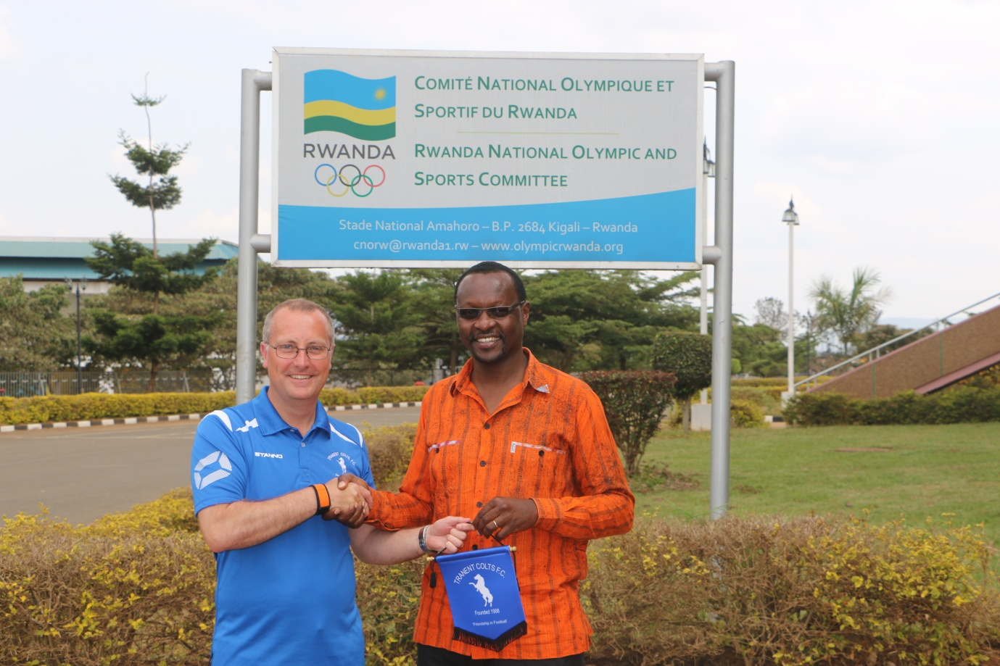 COMITÉ NATIONAL OLYMPIQUE ET
SPORTIF DU RWANDA
RWANDA NATIONAL OLYMPIC AND
SPORTS COMMITTEE
RWANDA
Stade National Amahoro – B.P. 2684 Kigali – Rwanda
cnorw@rwanda1.rw – www.olympicrwanda.org
STANNO
TRANENT COLTS F.C.
TRANENT COLTS F.C.
Founded 1998
'Friendship in Football'